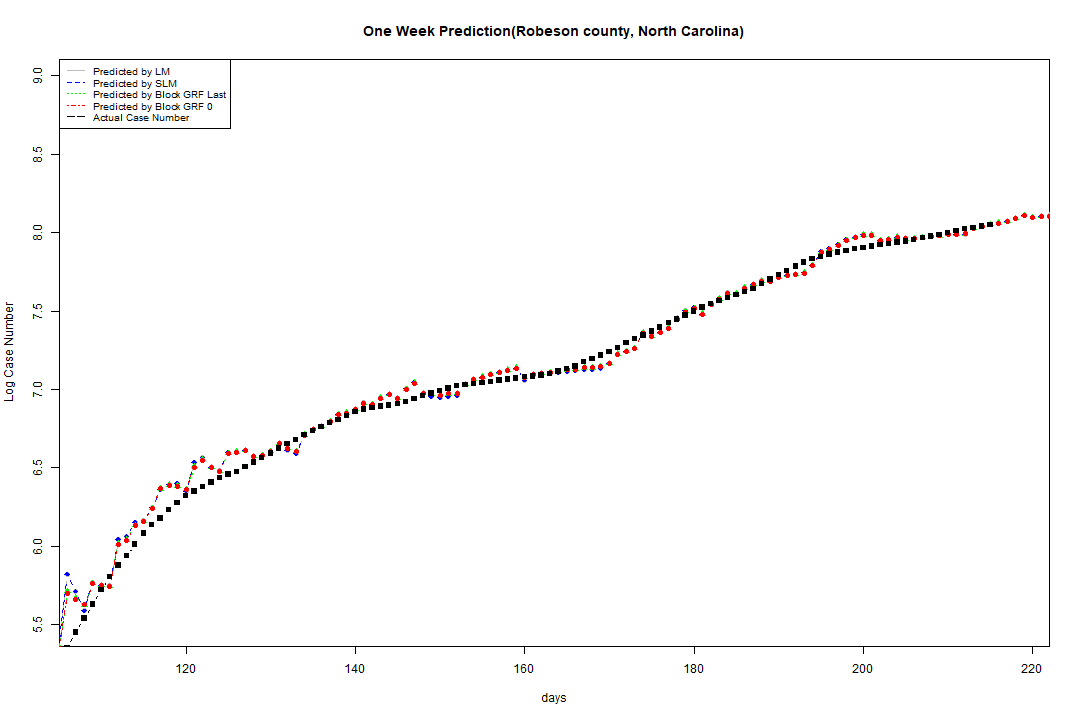 One Week Prediction(Robeson county, North Carolina)
Predicted by LM
Predicted by SLM
Predicted by Block GRF Last
Predicted by Block GRF 0
Actual Case Number
9.0
8.5
8.0
7.5
7.0
6.5
6.0
5.5
Log Case Number
120 140 160 180 200 220
days